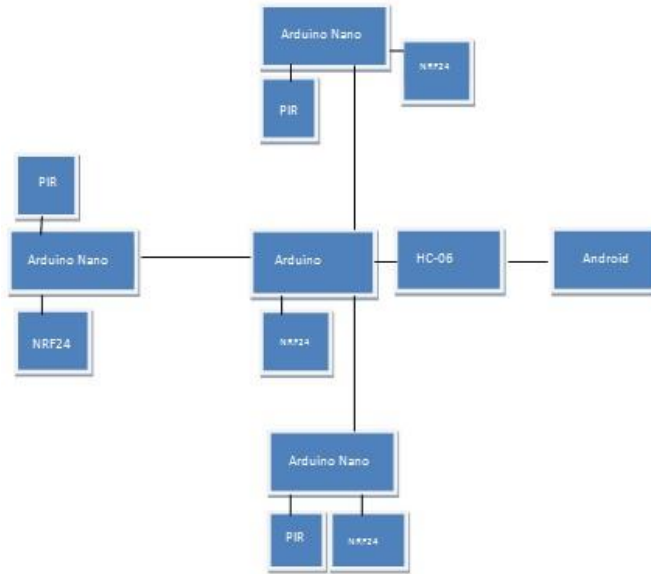 Arduino Nano
NRF24
PIR
PIR
Arduino Nano
Arduino
HC-06
Android
NRF24
NRF24
Arduino Nano
PIR
NRF24